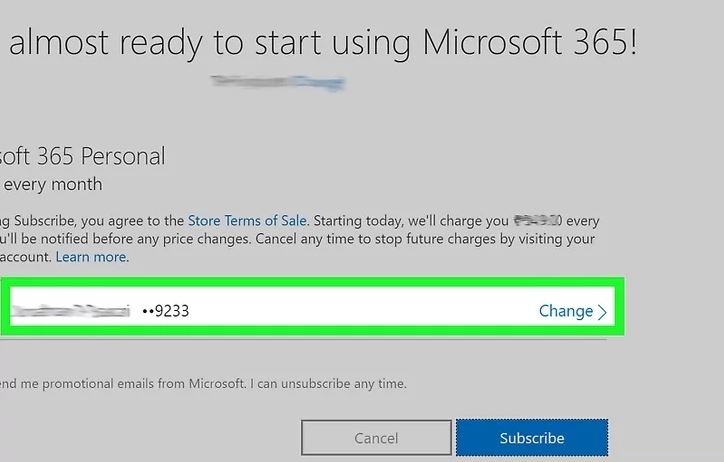 almost ready to start using Microsoft 365!
soft 365 Personal
every month
ng Subscribe, you agree to the Store Terms of Sale. Starting today, we'll charge you every
u'll be notified before any price changes. Cancel any time to stop future charges by visiting your
account. Learn more.
••9233 Change >
end me promotional emails from Microsoft. I can unsubscribe any time.
Cancel Subscribe